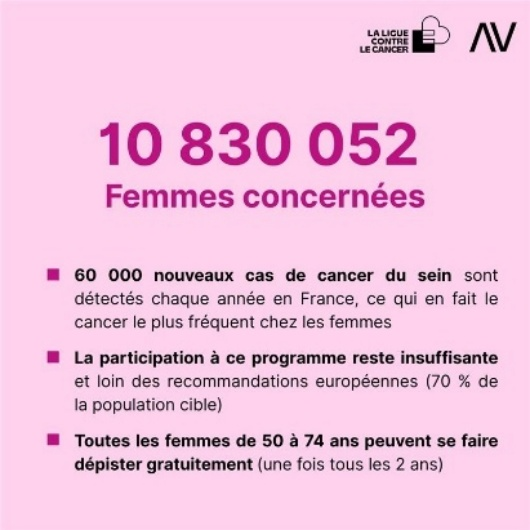 LA LIGUE
CONTRE
LE CANCER
AV
10 830 052
Femmes concernées
60 000 nouveaux cas de cancer du sein sont
détectés chaque année en France, ce qui en fait le
cancer le plus fréquent chez les femmes
La participation à ce programme reste insuffisante
et loin des recommandations européennes (70 % de
la population cible)
Toutes les femmes de 50 à 74 ans peuvent se faire
dépister gratuitement (une fois tous les 2 ans)